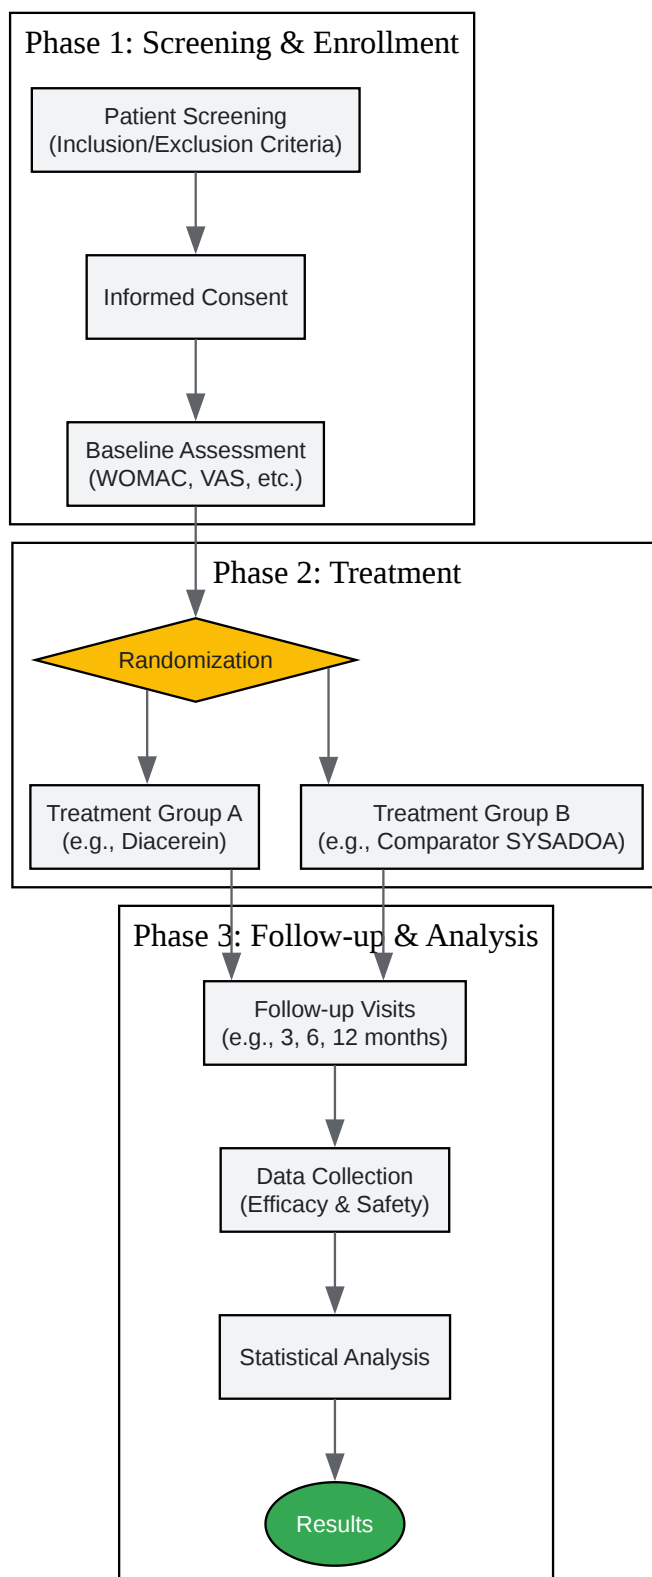 Phase 1: Screening & Enrollment
Patient Screening
(Inclusion/Exclusion Criteria)
Informed Consent
Baseline Assessment
(WOMAC, VAS, etc.)
Phase 2: Treatment
Randomization
Treatment Group A
(e.g., Diacerein)
Treatment Group B
(e.g., Comparator SYSADOA)
Phase 3: Follow-up & Analysis
Follow-up Visits
(e.g., 3, 6, 12 months)
Data Collection
(Efficacy & Safety)
Statistical Analysis
Results